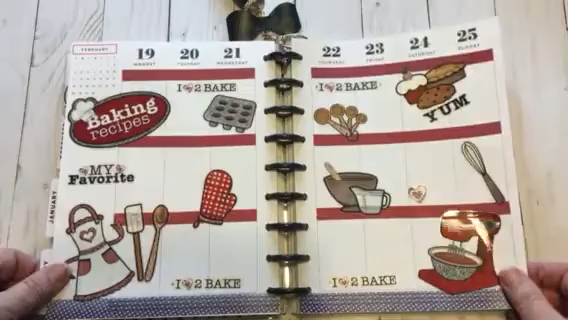 FEBRUARY
19
20
21
MONDAY
TUESDAY
WEDNESDAY
I 2 BAKE
Baking
recipes
MY
Favorite
JANUARY
I 2 BAKE
22
23
24
25
THURSDAY
FRIDAY
SATURDAY
SUNDAY
I 2 BAKE
YUM
I 2 BAKE